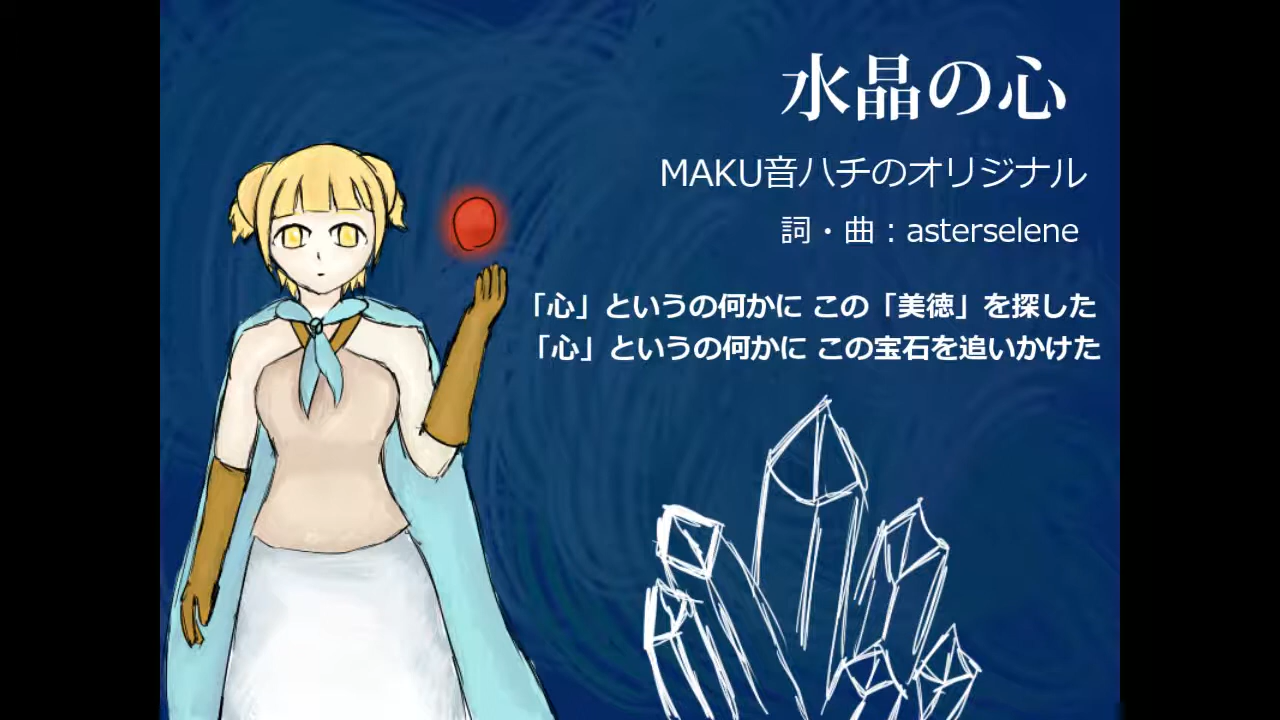 水晶の心
MAKU音ハチのオリジナル
詞・曲：asterselene
「心」というの何かに この「美徳」を探した
「心」というの何かに この宝石を追いかけた